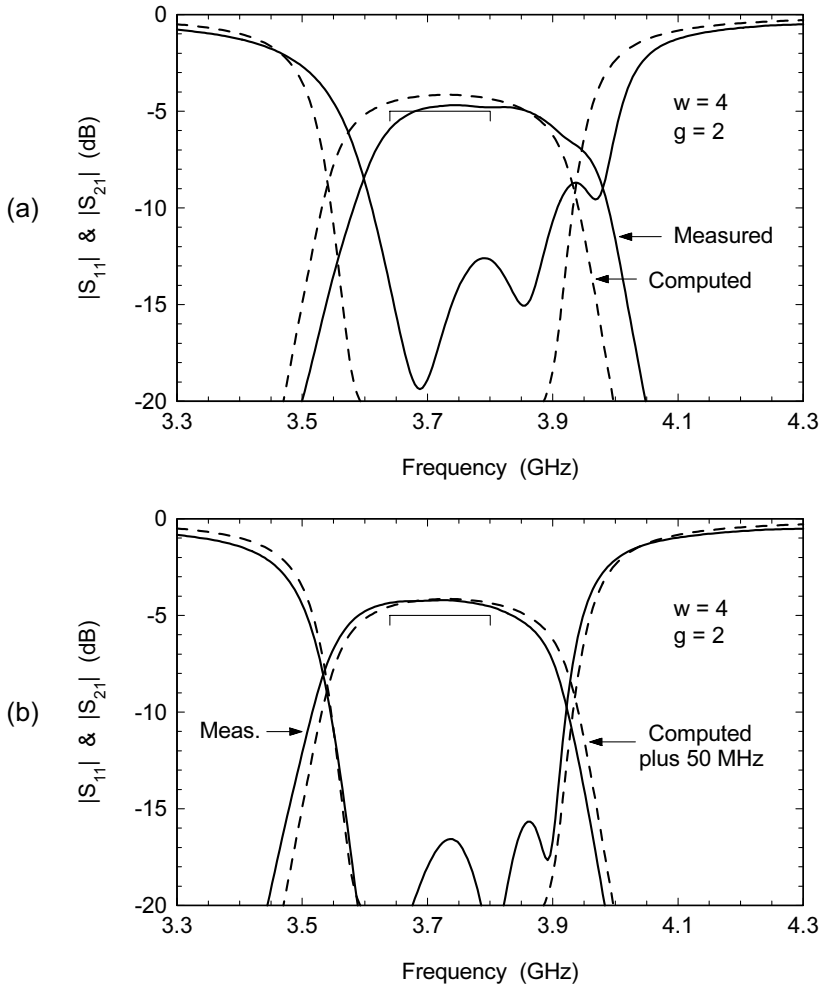 (a)
|S11| & |S21| (dB)
0
-5
-10
-15
-20
w = 4
g = 2
Measured
Computed
3.3 3.5 3.7 3.9 4.1 4.3
Frequency (GHz)
(b)
|S11| & |S21| (dB)
0
-5
-10
-15
-20
w = 4
g = 2
Meas.
Computed
plus 50 MHz
3.3 3.5 3.7 3.9 4.1 4.3
Frequency (GHz)